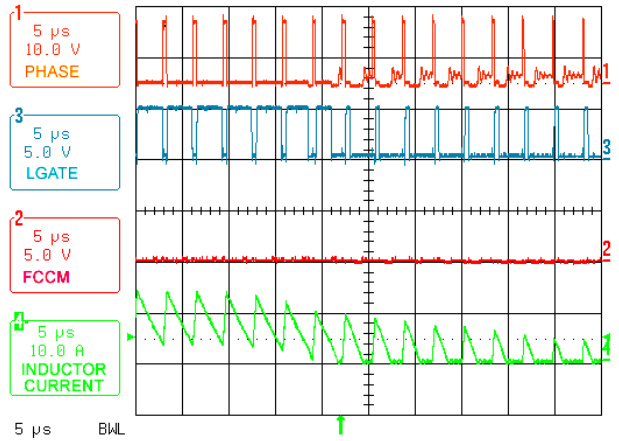 1
5 µs
10.0 V
PHASE
1
3
5 µs
5.0 V
LGATE
3
2
5 µs
5.0 V
FCCM
2
4
5 µs
10.0 A
INDUCTOR
CURRENT
4
5 µs BWL